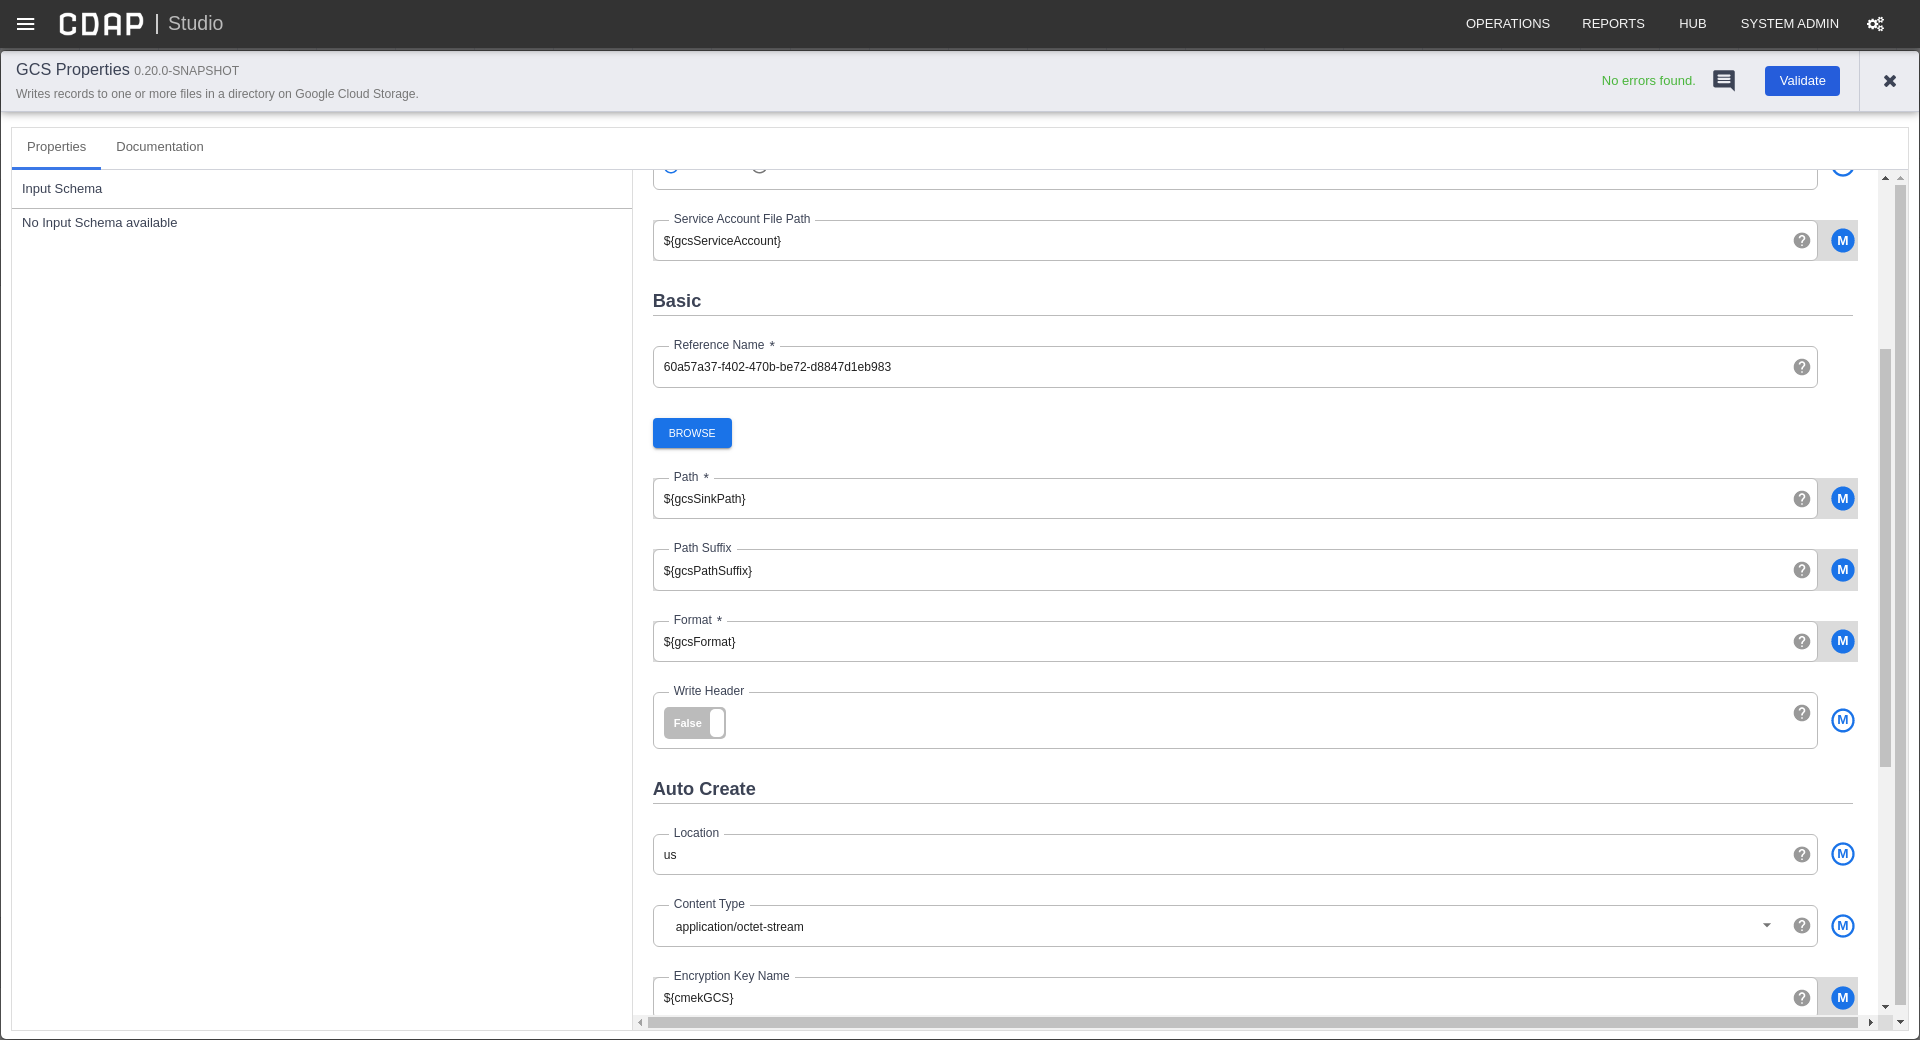 CDAP | Studio
OPERATIONS REPORTS HUB SYSTEM ADMIN
GCS Properties 0.20.0-SNAPSHOT
Writes records to one or more files in a directory on Google Cloud Storage.
No errors found. Validate
Properties Documentation
Input Schema
No Input Schema available
Service Account File Path
${gcsServiceAccount} M
Basic
Reference Name *
60a57a37-f402-470b-be72-d8847d1eb983
BROWSE
Path *
${gcsSinkPath} M
Path Suffix
${gcsPathSuffix} M
Format *
${gcsFormat} M
Write Header
False M
Auto Create
Location
us M
Content Type
application/octet-stream M
Encryption Key Name
${cmekGCS} M